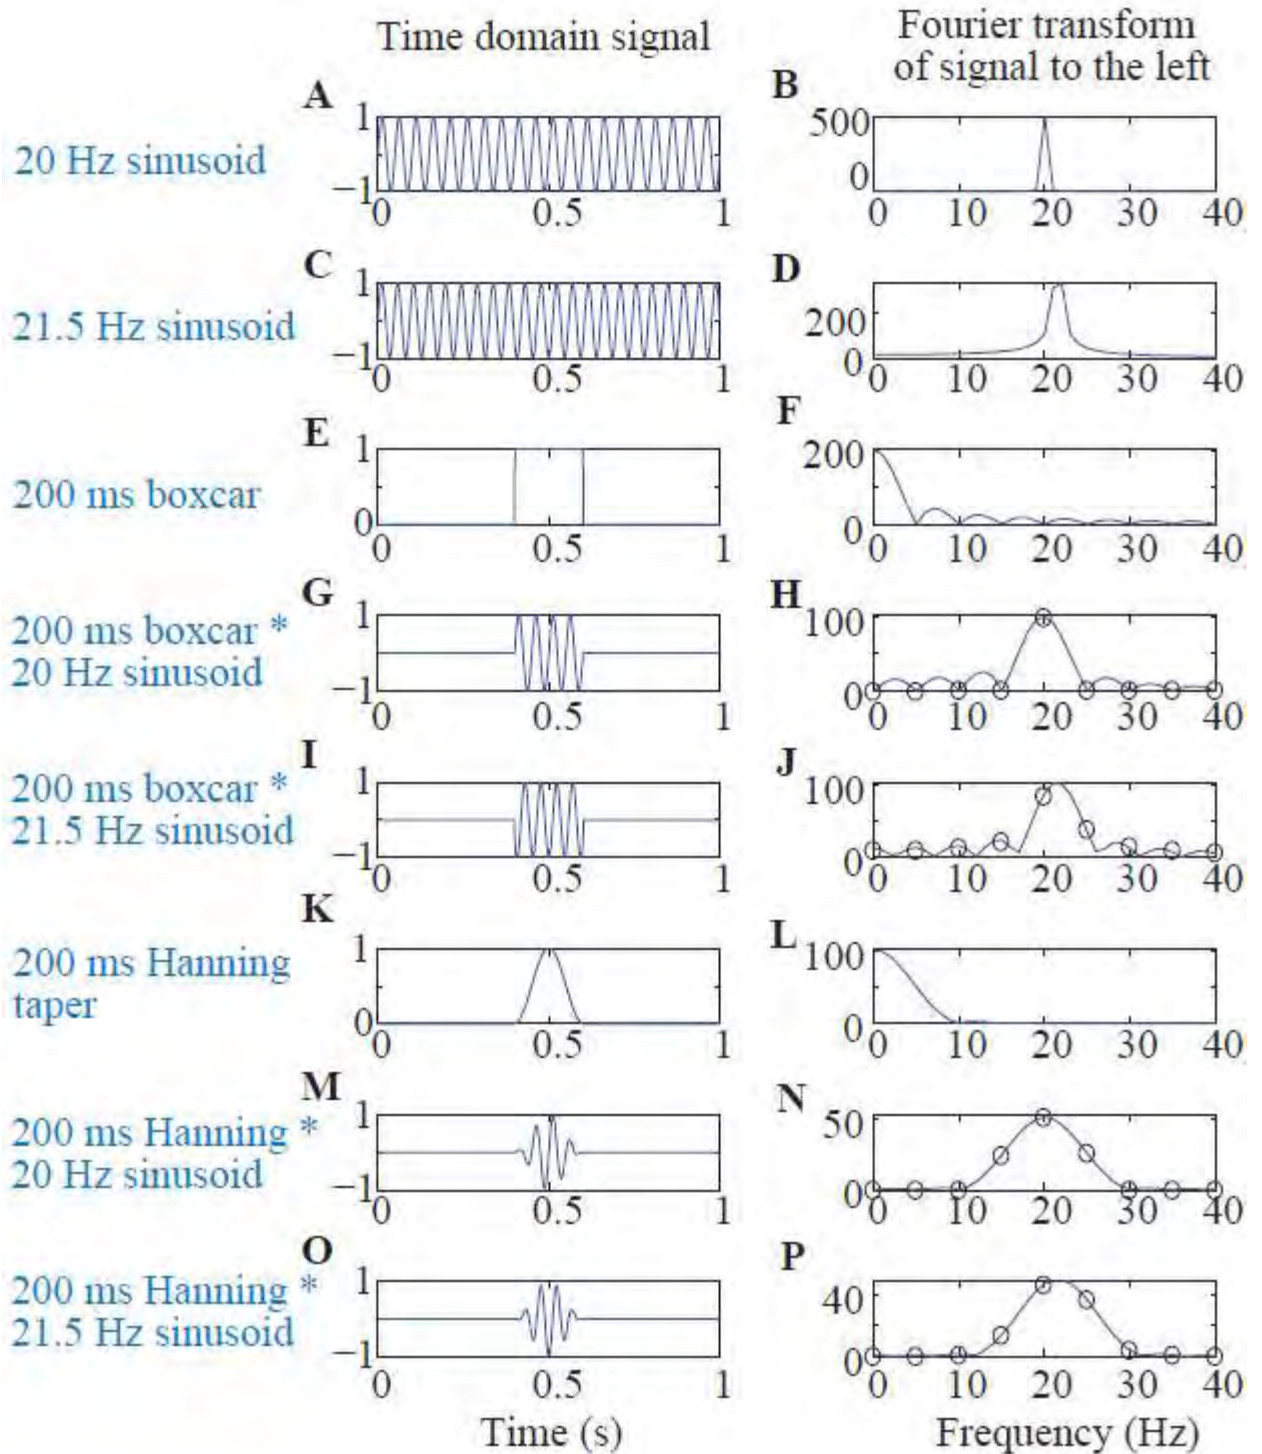 Time domain signal
Fourier transform
of signal to the left
A
B
20 Hz sinusoid
1
−1
0
0.5
1
500
0
0
10
20
30
40
C
D
21.5 Hz sinusoid
1
−1
0
0.5
1
200
0
0
10
20
30
40
E
F
200 ms boxcar
1
0
0
0.5
1
200
0
0
10
20
30
40
G
H
200 ms boxcar *
20 Hz sinusoid
1
−1
0
0.5
1
100
0
0
10
20
30
40
I
J
200 ms boxcar *
21.5 Hz sinusoid
1
−1
0
0.5
1
100
0
0
10
20
30
40
K
L
200 ms Hanning
taper
1
0
0
0.5
1
100
0
0
10
20
30
40
M
N
200 ms Hanning *
20 Hz sinusoid
1
−1
0
0.5
1
50
0
0
10
20
30
40
O
P
200 ms Hanning *
21.5 Hz sinusoid
1
−1
0
0.5
1
40
0
0
10
20
30
40
Time (s)
Frequency (Hz)